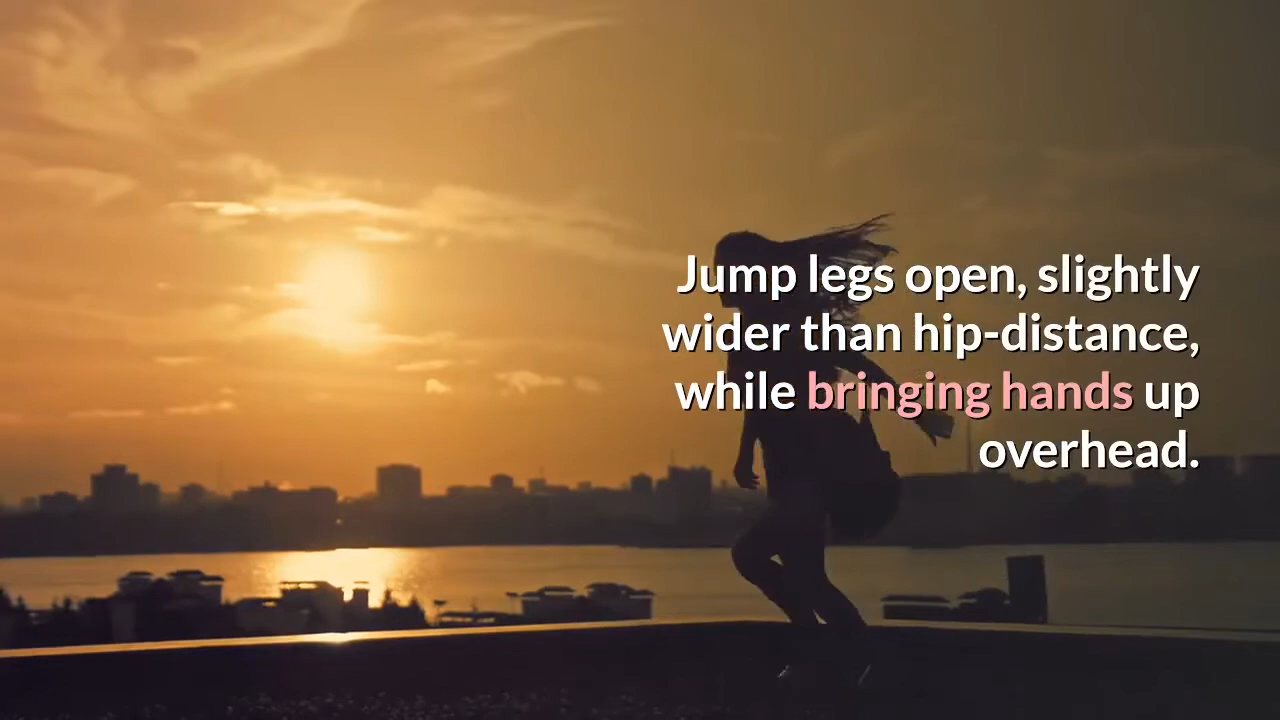 Jump legs open, slightly
wider than hip-distance,
while bringing hands up
overhead.